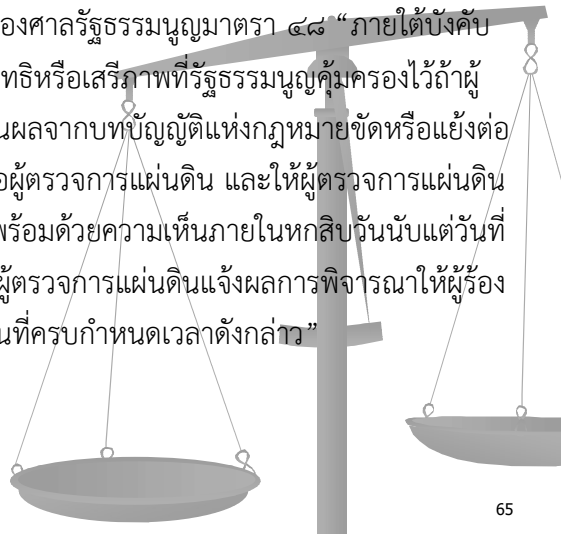 องศาลรัฐธรรมนูญมาตรา ๔๘ “ภายใต้บังคับ
ทธิหรือเสรีภาพที่รัฐธรรมนูญคุ้มครองไว้ถ้าผู้
นผลจากบทบัญญัติแห่งกฎหมายขัดหรือแย้งต่อ
อผู้ตรวจการแผ่นดิน และให้ผู้ตรวจการแผ่นดิน
พร้อมด้วยความเห็นภายในหกสิบวันนับแต่วันที่
ผู้ตรวจการแผ่นดินแจ้งผลการพิจารณาให้ผู้ร้อง
นที่ครบกำหนดเวลาดังกล่าว”
65